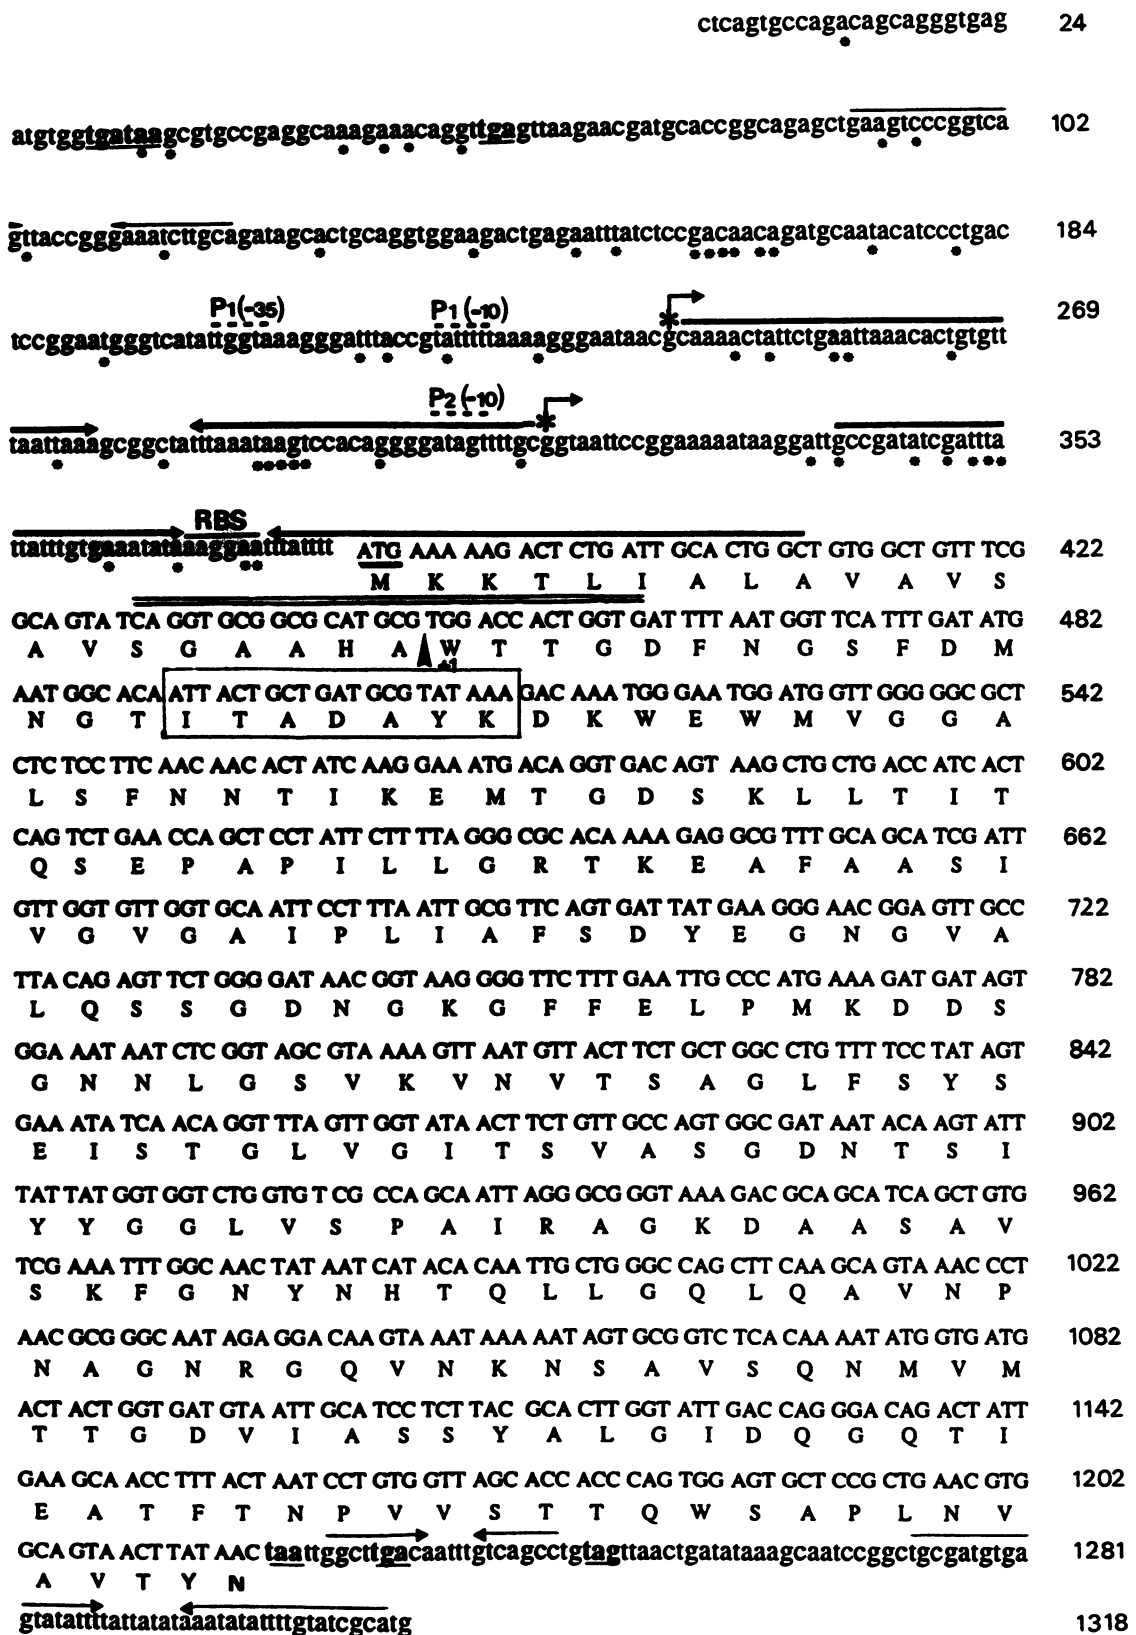 ctcagtgccagacagcagggtgag 24
atgtggtgataagcgtgccgaggcaaagaaacaggttgagttaagaacgatgcaccggcagagctgaagtcccggtca 102
gttaccgggaaatcttgcagatagcactgcaggtggaagactgagaatttatctccgacaacagatgcaatacatccctgac 184
P1(-35) P1(-10)
tccggaatgggtcatattggtaaagggatttaccgtatttttaaaagggaataacgcaaaactattctgaattaaacactgtgtt 269
P2(-10)
taattaaagcggctatttaaataagtccacaggggatagttttgcggtaattccggaaaaaataaggattgccgatatcgattta 353
RBS
ttatttgtgaaatataaaggaatttatttt ATG AAA AAG ACT CTG ATT GCA CTG GCT GTG GCT GTT TCG 422
M K K T L I A L A V A V S
GCA GTA TCA GGT GCG GCG CAT GCG TGG ACC ACT GGT GAT TTT AAT GGT TCA TTT GAT ATG 482
A V S G A A H A W T T G D F N G S F D M
+1
AAT GGC ACA ATT ACT GCT GAT GCG TAT AAA GAC AAA TGG GAA TGG ATG GTT GGG GGC GCT 542
N G T I T A D A Y K D K W E W M V G G A
CTC TCC TTC AAC AAC ACT ATC AAG GAA ATG ACA GGT GAC AGT AAG CTG CTG ACC ATC ACT 602
L S F N N T I K E M T G D S K L L T I T
CAG TCT GAA CCA GCT CCT ATT CTT TTA GGG CGC ACA AAA GAG GCG TTT GCA GCA TCG ATT 662
Q S E P A P I L L G R T K E A F A A S I
GTT GGT GTT GGT GCA ATT CCT TTA ATT GCG TTC AGT GAT TAT GAA GGG AAC GGA GTT GCC 722
V G V G A I P L I A F S D Y E G N G V A
TTA CAG AGT TCT GGG GAT AAC GGT AAG GGG TTC TTT GAA TTG CCC ATG AAA GAT GAT AGT 782
L Q S S G D N G K G F F E L P M K D D S
GGA AAT AAT CTC GGT AGC GTA AAA GTT AAT GTT ACT TCT GCT GGC CTG TTT TCC TAT AGT 842
G N N L G S V K V N V T S A G L F S Y S
GAA ATA TCA ACA GGT TTA GTT GGT ATA ACT TCT GTT GCC AGT GGC GAT AAT ACA AGT ATT 902
E I S T G L V G I T S V A S G D N T S I
TAT TAT GGT GGT CTG GTG TCG CCA GCA ATT AGG GCG GGT AAA GAC GCA GCA TCA GCT GTG 962
Y Y G G L V S P A I R A G K D A A S A V
TCG AAA TTT GGC AAC TAT AAT CAT ACA CAA TTG CTG GGC CAG CTT CAA GCA GTA AAC CCT 1022
S K F G N Y N H T Q L L G Q L Q A V N P
AAC GCG GGC AAT AGA GGA CAA GTA AAT AAA AAT AGT GCG GTC TCA CAA AAT ATG GTG ATG 1082
N A G N R G Q V N K N S A V S Q N M V M
ACT ACT GGT GAT GTA ATT GCA TCC TCT TAC GCA CTT GGT ATT GAC CAG GGA CAG ACT ATT 1142
T T G D V I A S S Y A L G I D Q G Q T I
GAA GCA ACC TTT ACT AAT CCT GTG GTT AGC ACC ACC CAG TGG AGT GCT CCG CTG AAC GTG 1202
E A T F T N P V V S T T Q W S A P L N V
GCA GTA ACT TAT AAC taattggcttgacaatttgtcagcctgtagttaactgatataaagcaatccggctgcgatgtga 1281
A V T Y N
gtatatttttattatataaatatattttgtatcgcatg 1318